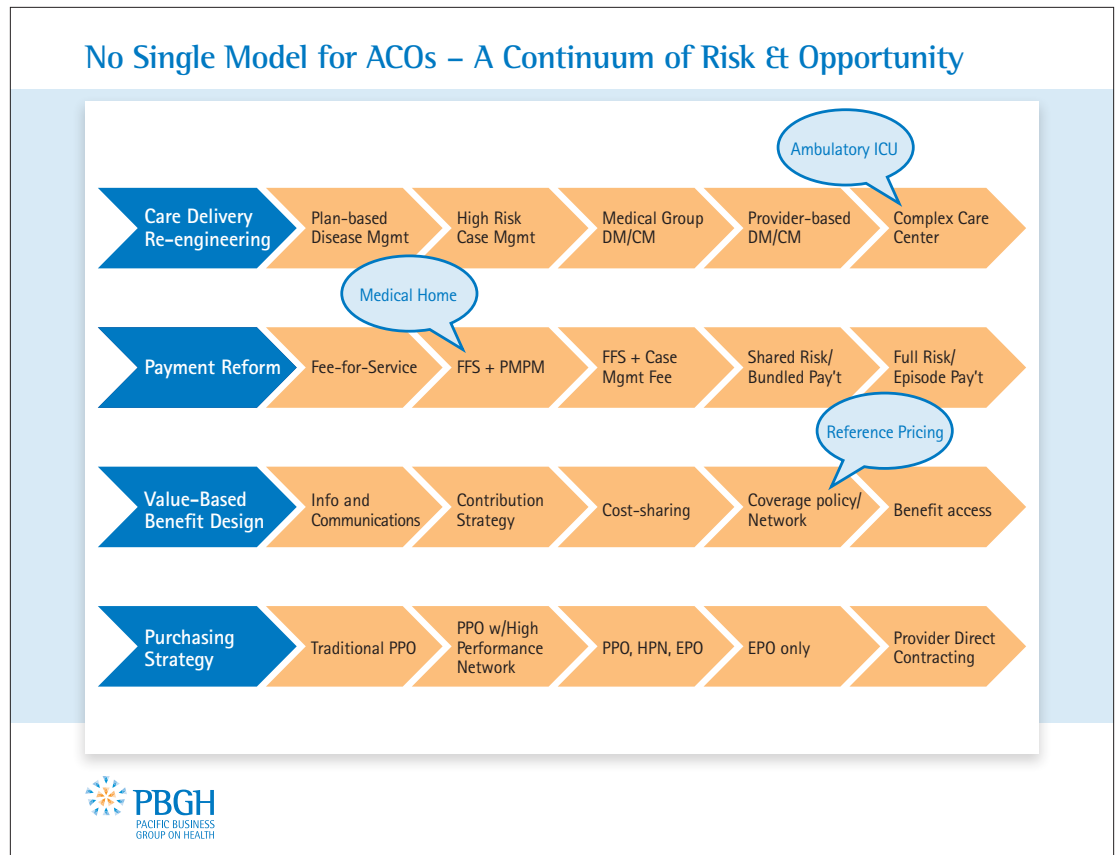 No Single Model for ACOs – A Continuum of Risk & Opportunity
Ambulatory ICU
Care Delivery
Re-engineering
Plan-based
Disease Mgmt
High Risk
Case Mgmt
Medical Group
DM/CM
Provider-based
DM/CM
Complex Care
Center
Medical Home
Payment Reform
Fee-for-Service
FFS + PMPM
FFS + Case
Mgmt Fee
Shared Risk/
Bundled Pay't
Full Risk/
Episode Pay't
Reference Pricing
Value-Based
Benefit Design
Info and
Communications
Contribution
Strategy
Cost-sharing
Coverage policy/
Network
Benefit access
Purchasing
Strategy
Traditional PPO
PPO w/High
Performance
Network
PPO, HPN, EPO
EPO only
Provider Direct
Contracting
PBGH
PACIFIC BUSINESS
GROUP ON HEALTH